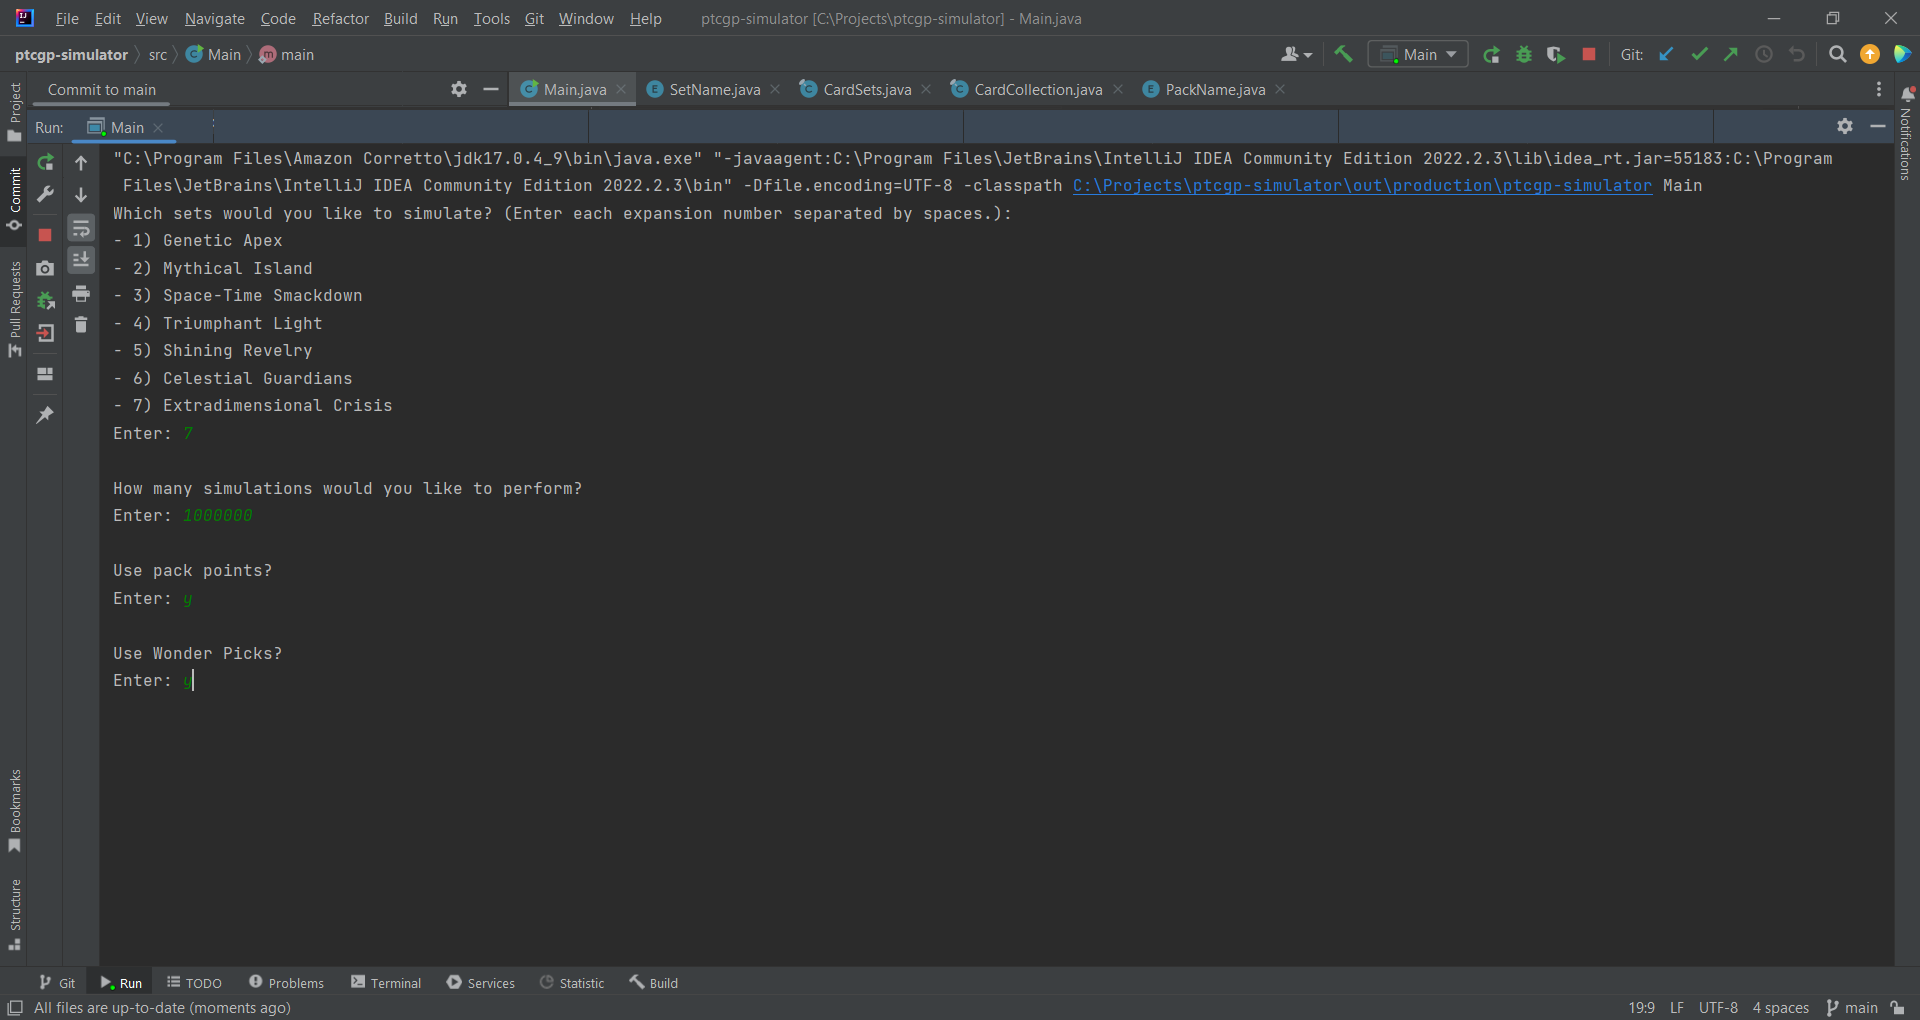 File Edit View Navigate Code Refactor Build Run Tools Git Window Help ptcgp-simulator [C:\Projects\ptcgp-simulator] - Main.java
ptcgp-simulator src Main main Main Git:
Commit to main Main.java SetName.java CardSets.java CardCollection.java PackName.java
Run: Main
"C:\Program Files\Amazon Corretto\jdk17.0.4_9\bin\java.exe" "-javaagent:C:\Program Files\JetBrains\IntelliJ IDEA Community Edition 2022.2.3\lib\idea_rt.jar=55183:C:\Program
Files\JetBrains\IntelliJ IDEA Community Edition 2022.2.3\bin" -Dfile.encoding=UTF-8 -classpath C:\Projects\ptcgp-simulator\out\production\ptcgp-simulator Main
Which sets would you like to simulate? (Enter each expansion number separated by spaces.):
- 1) Genetic Apex
- 2) Mythical Island
- 3) Space-Time Smackdown
- 4) Triumphant Light
- 5) Shining Revelry
- 6) Celestial Guardians
- 7) Extradimensional Crisis
Enter: 7
How many simulations would you like to perform?
Enter: 1000000
Use pack points?
Enter: y
Use Wonder Picks?
Enter: y
Project
Commit
Pull Requests
Bookmarks
Structure
Notifications
Git Run TODO Problems Terminal Services Statistic Build
All files are up-to-date (moments ago) 19:9 LF UTF-8 4 spaces main